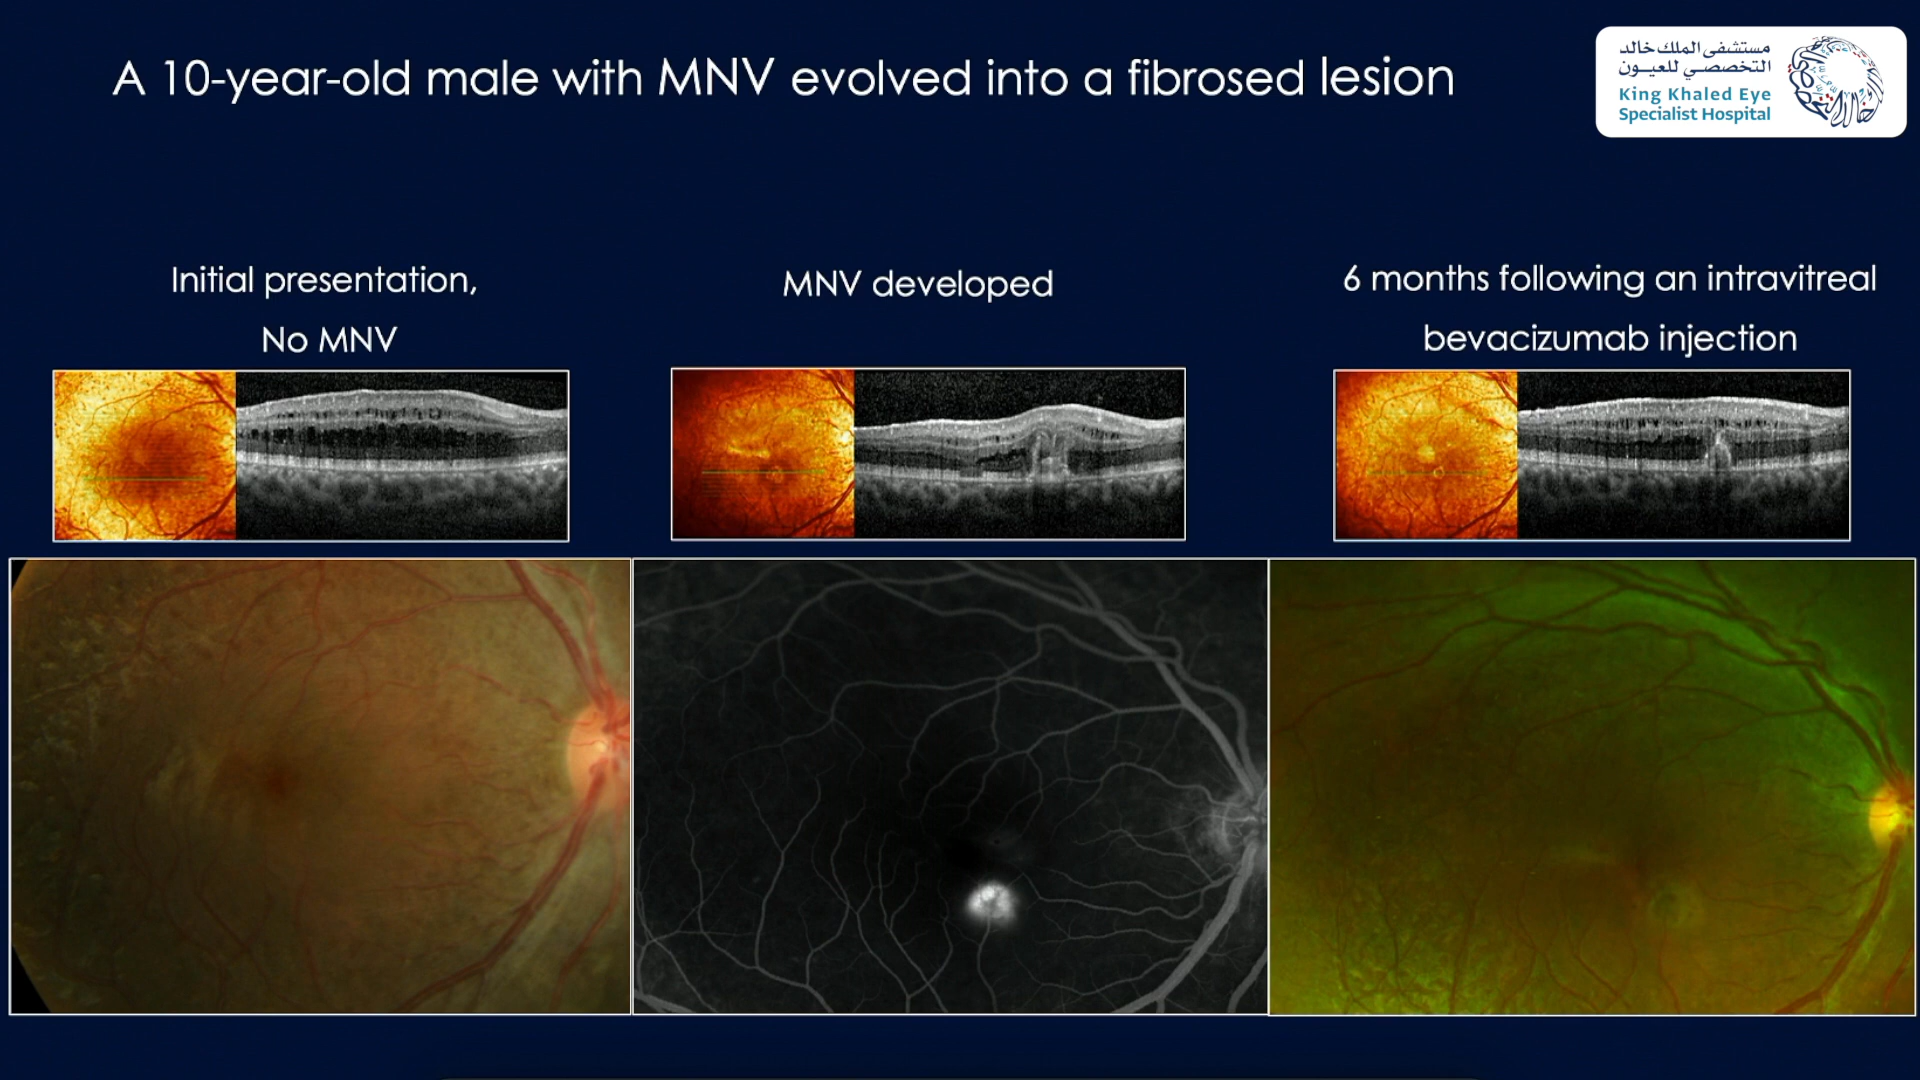 A 10-year-old male with MNV evolved into a fibrosed lesion
مستشفى الملك خالد
التخصصي للعيون
King Khaled Eye
Specialist Hospital
Initial presentation,
No MNV
MNV developed
6 months following an intravitreal
bevacizumab injection